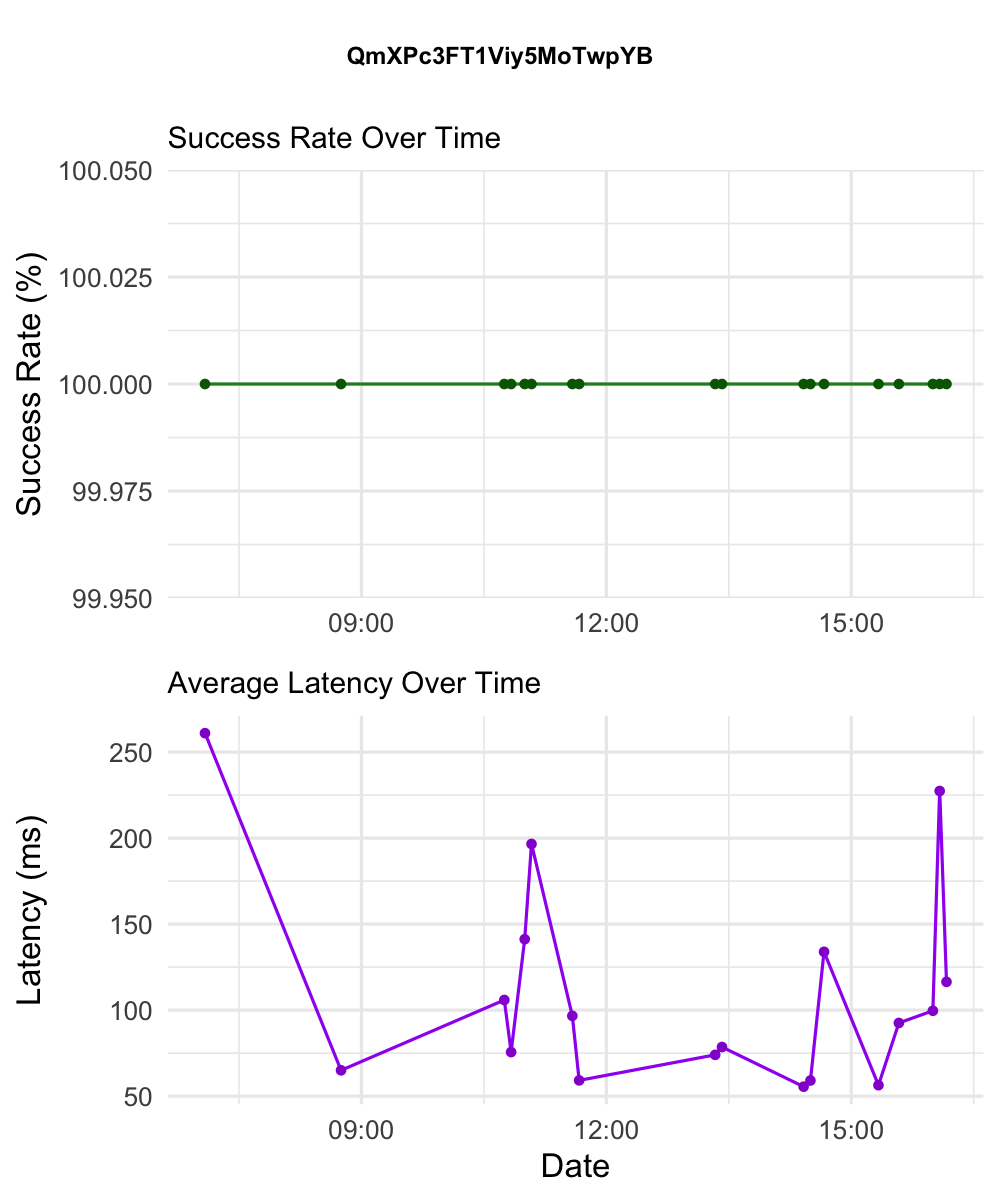 QmXPc3FT1Viy5MoTwpYB
Success Rate Over Time
Success Rate (%)
100.050
100.025
100.000
99.975
99.950
09:00 12:00 15:00
Average Latency Over Time
Latency (ms)
250
200
150
100
50
09:00 12:00 15:00
Date